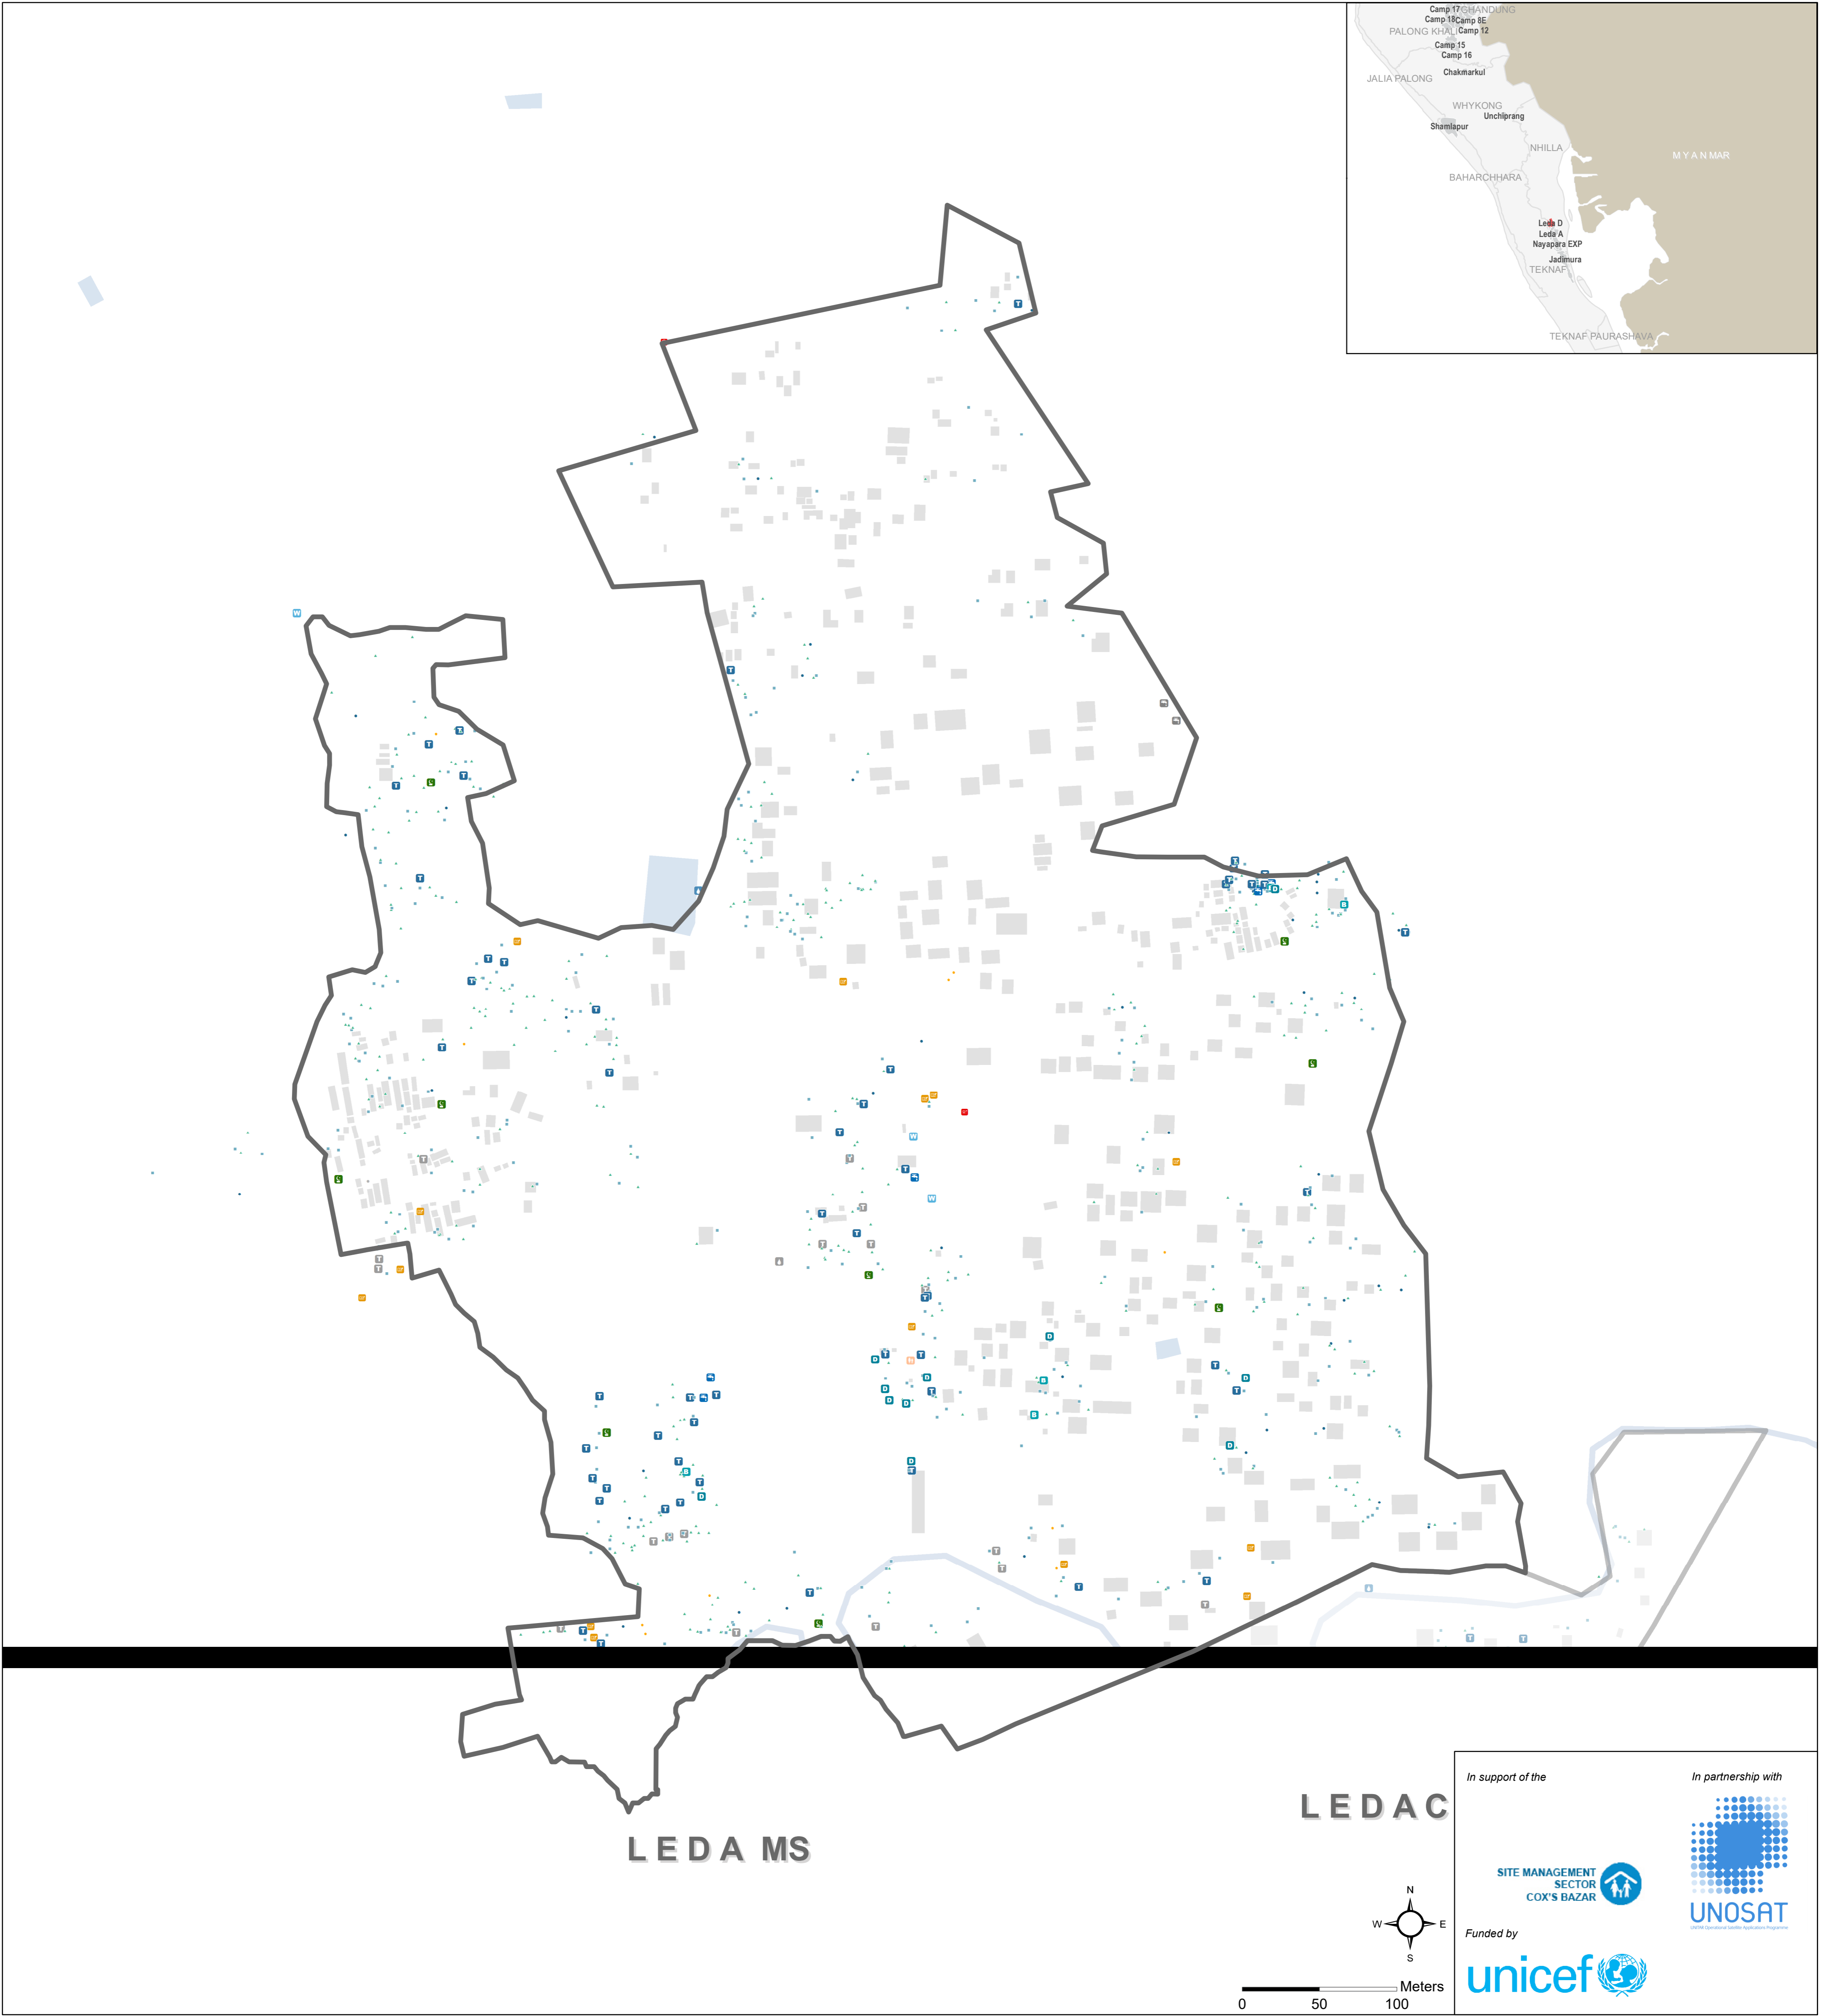 Camp 17
GHANDUNG
Camp 18
Camp 8E
PALONG KHALI
Camp 12
Camp 15
Camp 16
Chakmarkul
JALIA PALONG
WHYKONG
Unchiprang
Shamlapur
NHILLA
MYANMAR
BAHARCHHARA
Leda D
Leda A
Nayapara EXP
Jadimura
TEKNAF
TEKNAF PAURASHAVA
LEDA C
LEDA MS
In support of the
In partnership with
SITE MANAGEMENT
SECTOR
COX'S BAZAR
UNOSAT
Funded by
unicef
N
W E
S
Meters
0 50 100